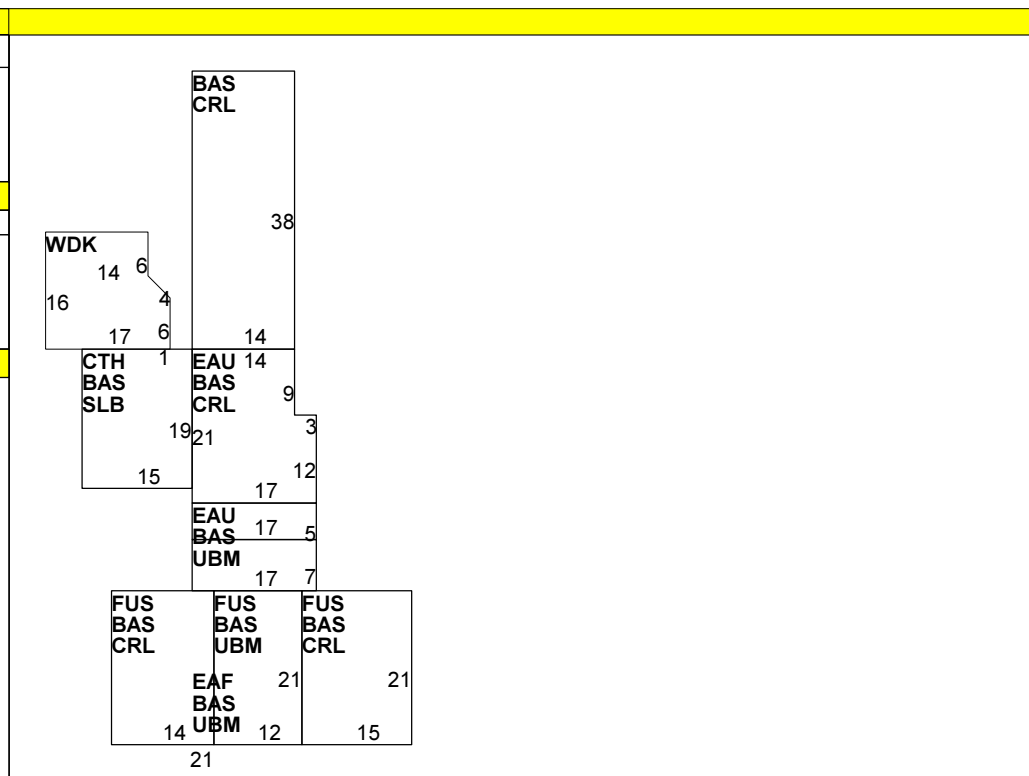 BAS
CRL
38
WDK
14 6
16
4
17 6 14
CTH 1 EAU 14
BAS BAS 9
SLB CRL
3
19 21
12
15 17
EAU 17 5
BAS
UBM
17 7
FUS FUS FUS
BAS BAS BAS
CRL UBM CRL
EAF 21 21
BAS
UBM
14 12 15
21